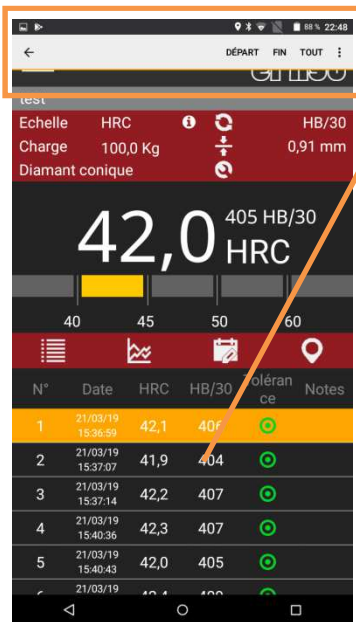 88 % 22:48
DÉPART FIN TOUT
test
Echelle HRC HB/30
Charge 100,0 Kg 0,91 mm
Diamant conique
42,0 405 HB/30
HRC
40 45 50 60
N° Date HRC HB/30 Toléran
ce Notes
1 21/03/19
15:36:59 42,1 406
2 21/03/19
15:37:07 41,9 404
3 21/03/19
15:37:14 42,2 407
4 21/03/19
15:40:36 42,3 407
5 21/03/19
15:40:43 42,0 405
21/03/19